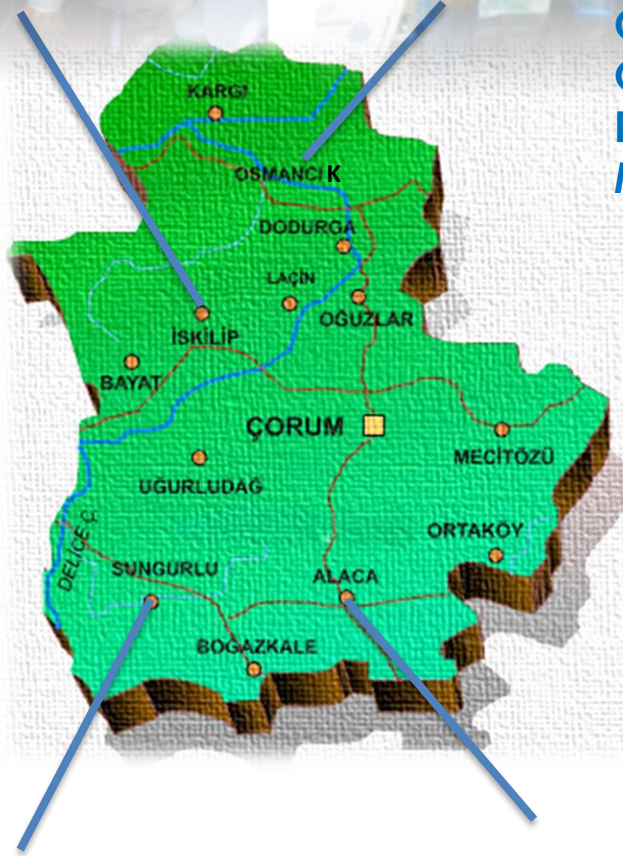 KARGI
OSMANCIK
DODURGA
LAÇİN
OĞUZLAR
İSKİLİP
BAYAT
ÇORUM
MECİTÖZÜ
UĞURLUDAĞ
ORTAKÖY
DELİCE Ç.
SUNGURLU
ALACA
BOĞAZKALE